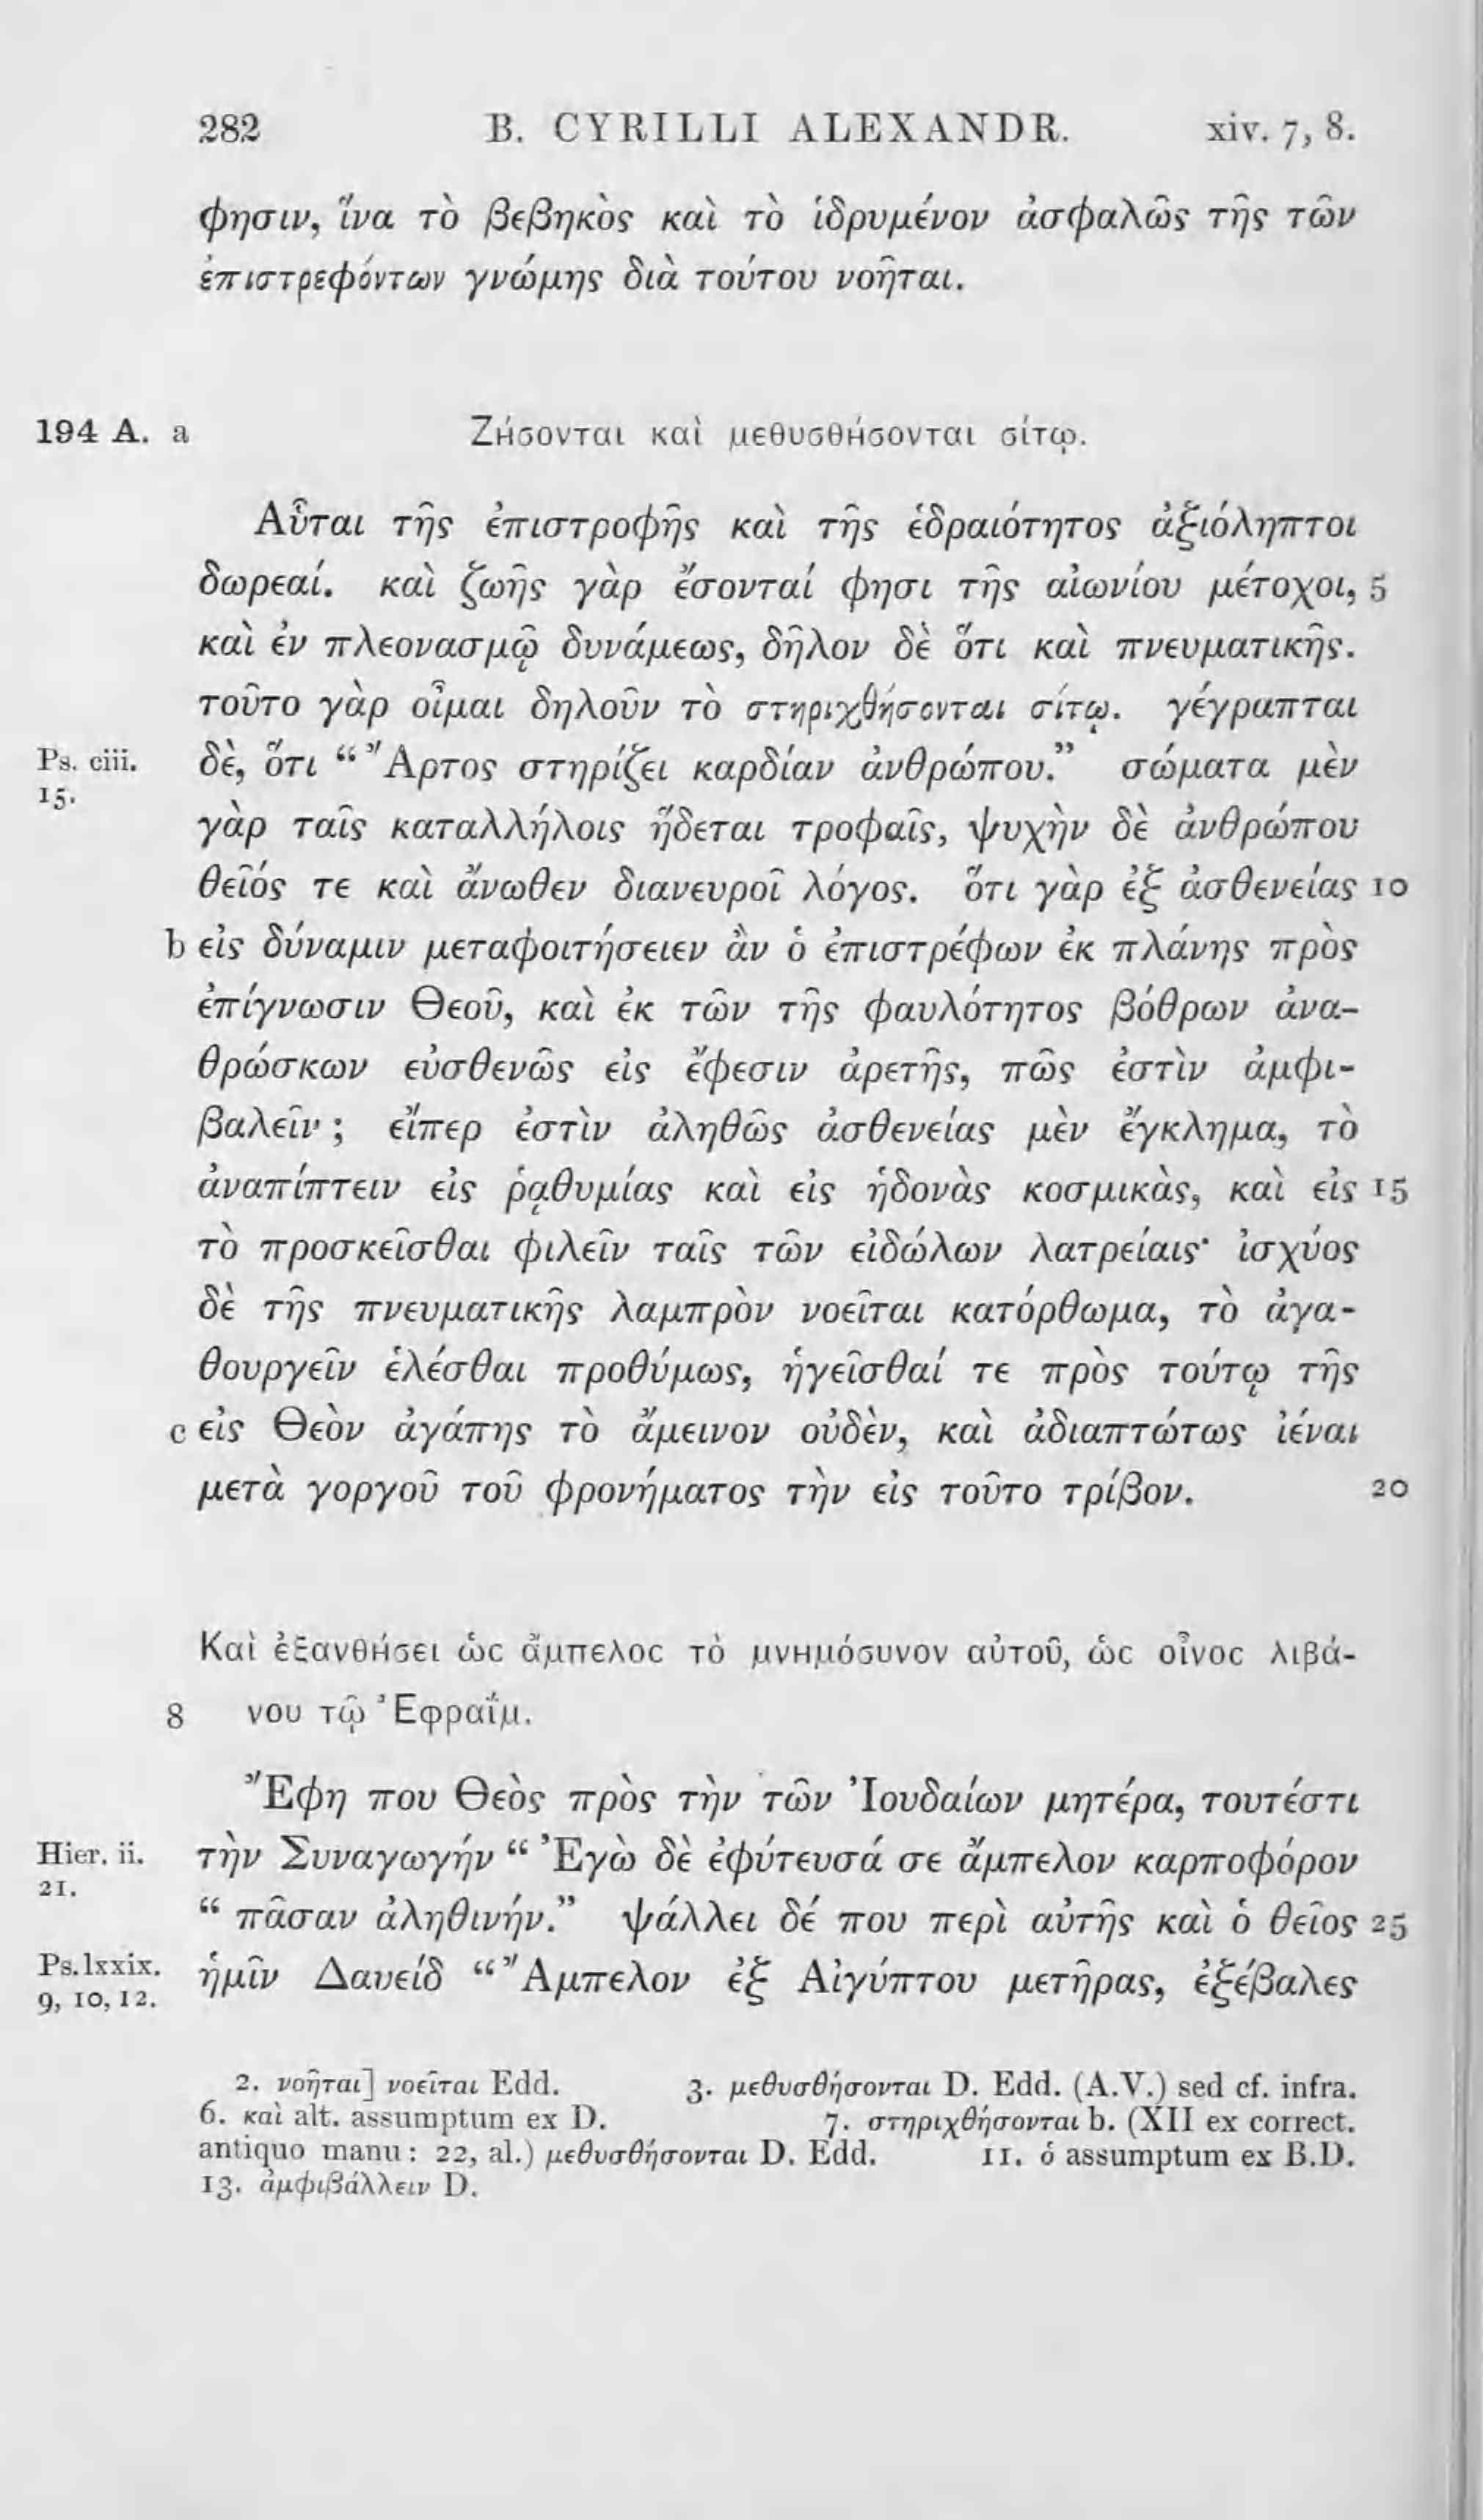 282 B. CYRILLI ALEXANDR. xiv. 7, 8.
φησιν, ἵνα τὸ βεβηκὸς καὶ τὸ ἱδρυμένον ἀσφαλῶς τῆς τῶν
ἐπιστρεφόντων γνώμης διὰ τούτου νοῆται.
194 A. a Ζήσονται καὶ μεθυσθήσονται σίτῳ.
Αὗται τῆς ἐπιστροφῆς καὶ τῆς ἑδραιότητος ἀξιόληπτοι
δωρεαί. καὶ ζωῆς γὰρ ἔσονταί φησι τῆς αἰωνίου μέτοχοι, 5
καὶ ἐν πλεονασμῷ δυνάμεως, δῆλον δὲ ὅτι καὶ πνευματικῆς.
τοῦτο γὰρ οἶμαι δηλοῦν τὸ στηριχθήσονται σίτῳ. γέγραπται
Ps. ciii. 15. δὲ, ὅτι “ Ἄρτος στηρίζει καρδίαν ἀνθρώπου.” σώματα μὲν
γὰρ ταῖς καταλλήλοις ἥδεται τροφαῖς, ψυχὴν δὲ ἀνθρώπου
θεῖός τε καὶ ἄνωθεν διανευροῖ λόγος. ὅτι γὰρ ἐξ ἀσθενείας 10
b εἰς δύναμιν μεταφοιτήσειεν ἂν ὁ ἐπιστρέφων ἐκ πλάνης πρὸς
ἐπίγνωσιν Θεοῦ, καὶ ἐκ τῶν τῆς φαυλότητος βόθρων ἀνα-
θρώσκων εὐσθενῶς εἰς ἔφεσιν ἀρετῆς, πῶς ἐστὶν ἀμφι-
βαλεῖν ; εἴπερ ἐστὶν ἀληθῶς ἀσθενείας μὲν ἔγκλημα, τὸ
ἀναπίπτειν εἰς ῥᾳθυμίας καὶ εἰς ἡδονὰς κοσμικὰς, καὶ εἰς 15
τὸ προσκεῖσθαι φιλεῖν ταῖς τῶν εἰδώλων λατρείαις· ἰσχύος
δὲ τῆς πνευματικῆς λαμπρὸν νοεῖται κατόρθωμα, τὸ ἀγα-
θουργεῖν ἑλέσθαι προθύμως, ἡγεῖσθαί τε πρὸς τούτῳ τῆς
c εἰς Θεὸν ἀγάπης τὸ ἄμεινον οὐδὲν, καὶ ἀδιαπτώτως ἰέναι
μετὰ γοργοῦ τοῦ φρονήματος τὴν εἰς τοῦτο τρίβον. 20
Καὶ ἐξανθήσει ὡς ἄμπελος τὸ μνημόσυνον αὐτοῦ, ὡς οἶνος λιβά-
8 νου τῷ Ἐφραΐμ.
Ἔφη που Θεὸς πρὸς τὴν τῶν Ἰουδαίων μητέρα, τουτέστι
Hier. ii. 21. τὴν Συναγωγήν “ Ἐγὼ δὲ ἐφύτευσά σε ἄμπελον καρποφόρον
“ πᾶσαν ἀληθινήν.” ψάλλει δέ που περὶ αὐτῆς καὶ ὁ θεῖος 25
Ps. lxxix. 9, 10, 12. ἡμῖν Δαυείδ “ Ἄμπελον ἐξ Αἰγύπτου μετῆρας, ἐξέβαλες
2. νοῆται] νοεῖται Edd. 3. μεθυσθήσονται D. Edd. (A.V.) sed cf. infra.
6. καὶ alt. assumptum ex D. 7. στηριχθήσονται b. (XII ex correct.
antiquo manu: 22, al.) μεθυσθήσονται D. Edd. 11. ὁ assumptum ex B.D.
13. ἀμφιβάλλειν D.